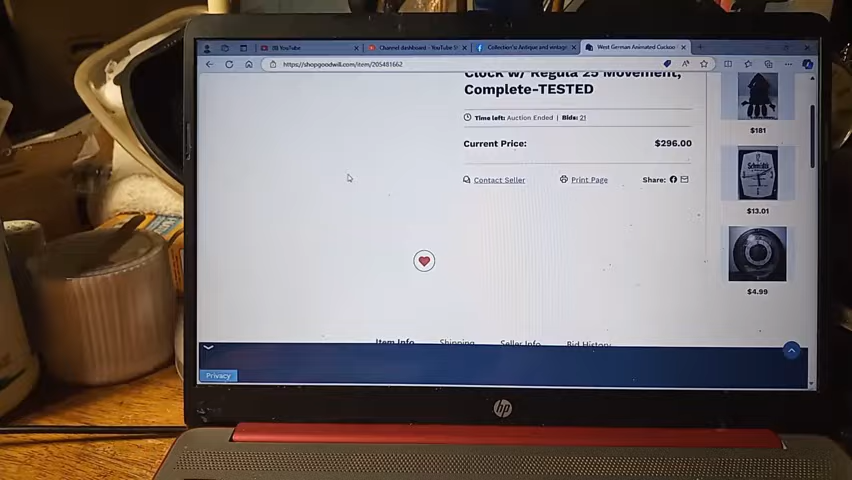 YouTube
Channel dashboard - YouTube
Collection's! Antique and vintage
West German Animated Cuckoo
https://shopgoodwill.com/item/205481662
Clock w/ Regula 25 Movement,
Complete-TESTED
Time left: Auction Ended | Bids: 21
Current Price: $296.00
Contact Seller Print Page Share:
$181
$13.01
$4.99
Item Info Shipping Seller Info Bid History
Privacy
hp